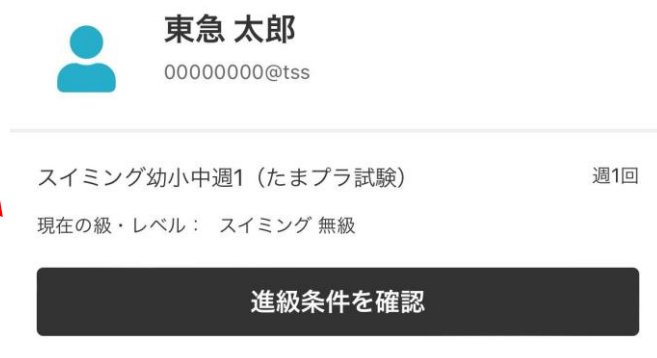 東急 太郎
00000000@tss
スイミング幼小中週1（たまプラ試験） 週1回
現在の級・レベル： スイミング 無級
進級条件を確認